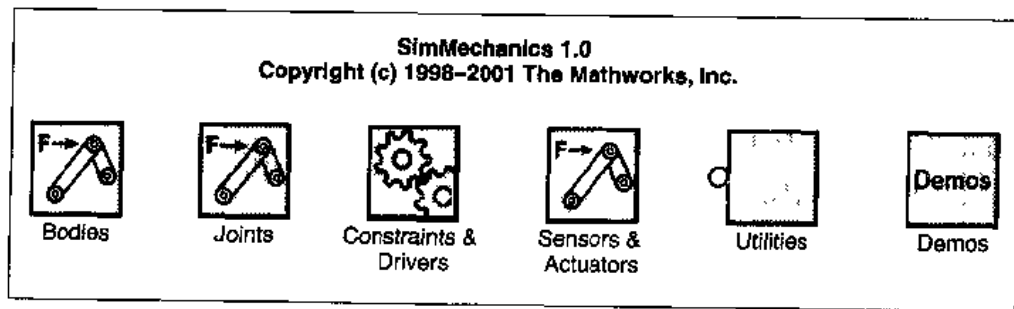 SimMechanics 1.0
Copyright (c) 1998–2001 The Mathworks, Inc.
F F F Demos
Bodies Joints Constraints & Sensors & Utilities Demos
Drivers Actuators